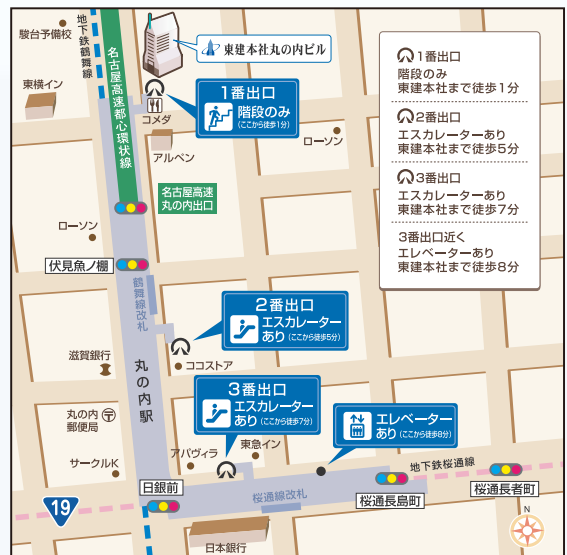 駿台予備校
地下鉄鶴舞線
東横イン
名古屋高速都心環状線
東建本社丸の内ビル
1番出口
階段のみ
(ここから徒歩1分)
コメダ
アルペン
ローソン
名古屋高速
丸の内出口
1番出口
階段のみ
東建本社まで徒歩1分
2番出口
エスカレーターあり
東建本社まで徒歩5分
3番出口
エスカレーターあり
東建本社まで徒歩7分
3番出口近く
エレベーターあり
東建本社まで徒歩8分
ローソン
伏見魚ノ棚
鶴舞線改札
2番出口
エスカレーター
あり(ここから徒歩5分)
ココストア
滋賀銀行
丸の内駅
3番出口
エスカレーター
あり(ここから徒歩7分)
エレベーター
あり(ここから徒歩8分)
丸の内
郵便局
サークルK
アパヴィラ
東急イン
地下鉄桜通線
日銀前
19
桜通線改札
桜通長島町
桜通長者町
日本銀行
N